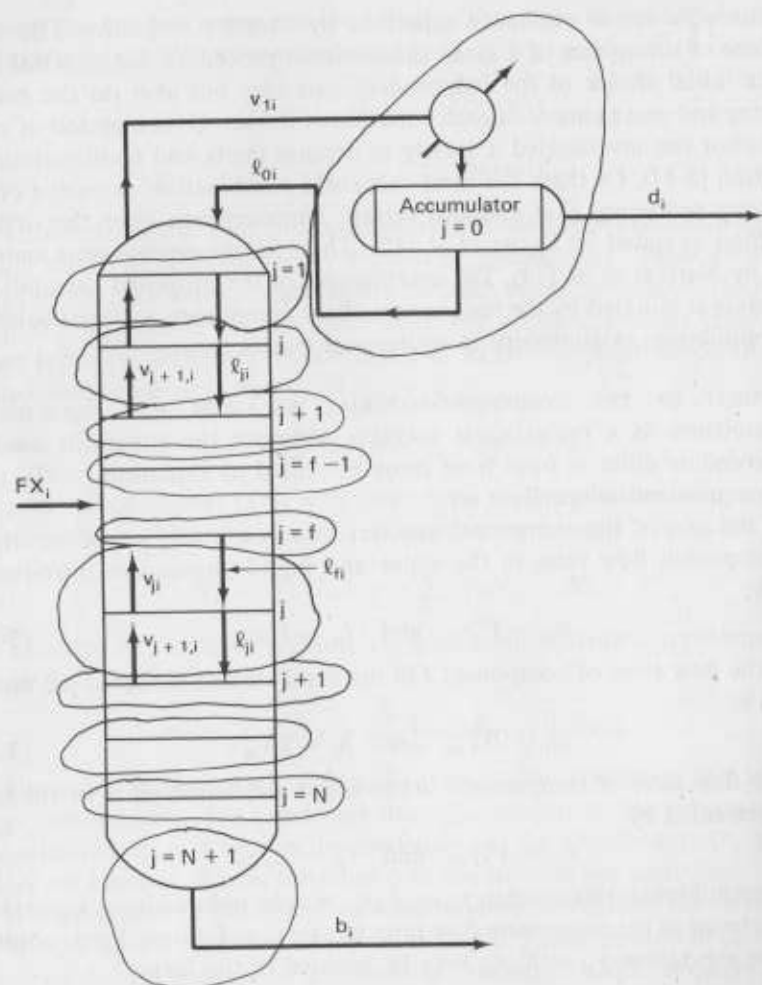 v1i
ℓ0i
Accumulator
j = 0
di
j=1
j
vj + 1,i
ℓji
j + 1
j = f − 1
FXi
j = f
ℓfi
vji
j
vj + 1,i
ℓji
j + 1
j = N
j = N + 1
bi